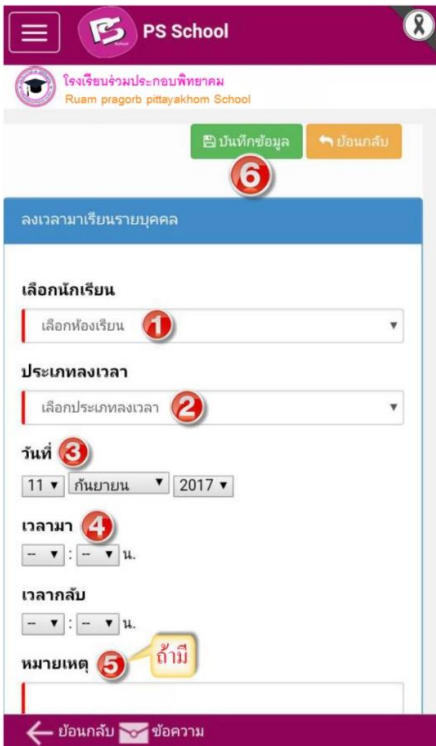 PS School
โรงเรียนร่วมประกอบพิทยาคม
Ruam pragorb pittayakhom School
บันทึกข้อมูล ย้อนกลับ
6
ลงเวลามาเรียนรายบุคคล
เลือกนักเรียน
เลือกห้องเรียน 1
ประเภทลงเวลา
เลือกประเภทลงเวลา 2
วันที่ 3
11 กันยายน 2017
เวลามา 4
-- : -- น.
เวลากลับ
-- : -- น.
หมายเหตุ 5 ถ้ามี
ย้อนกลับ ข้อความ